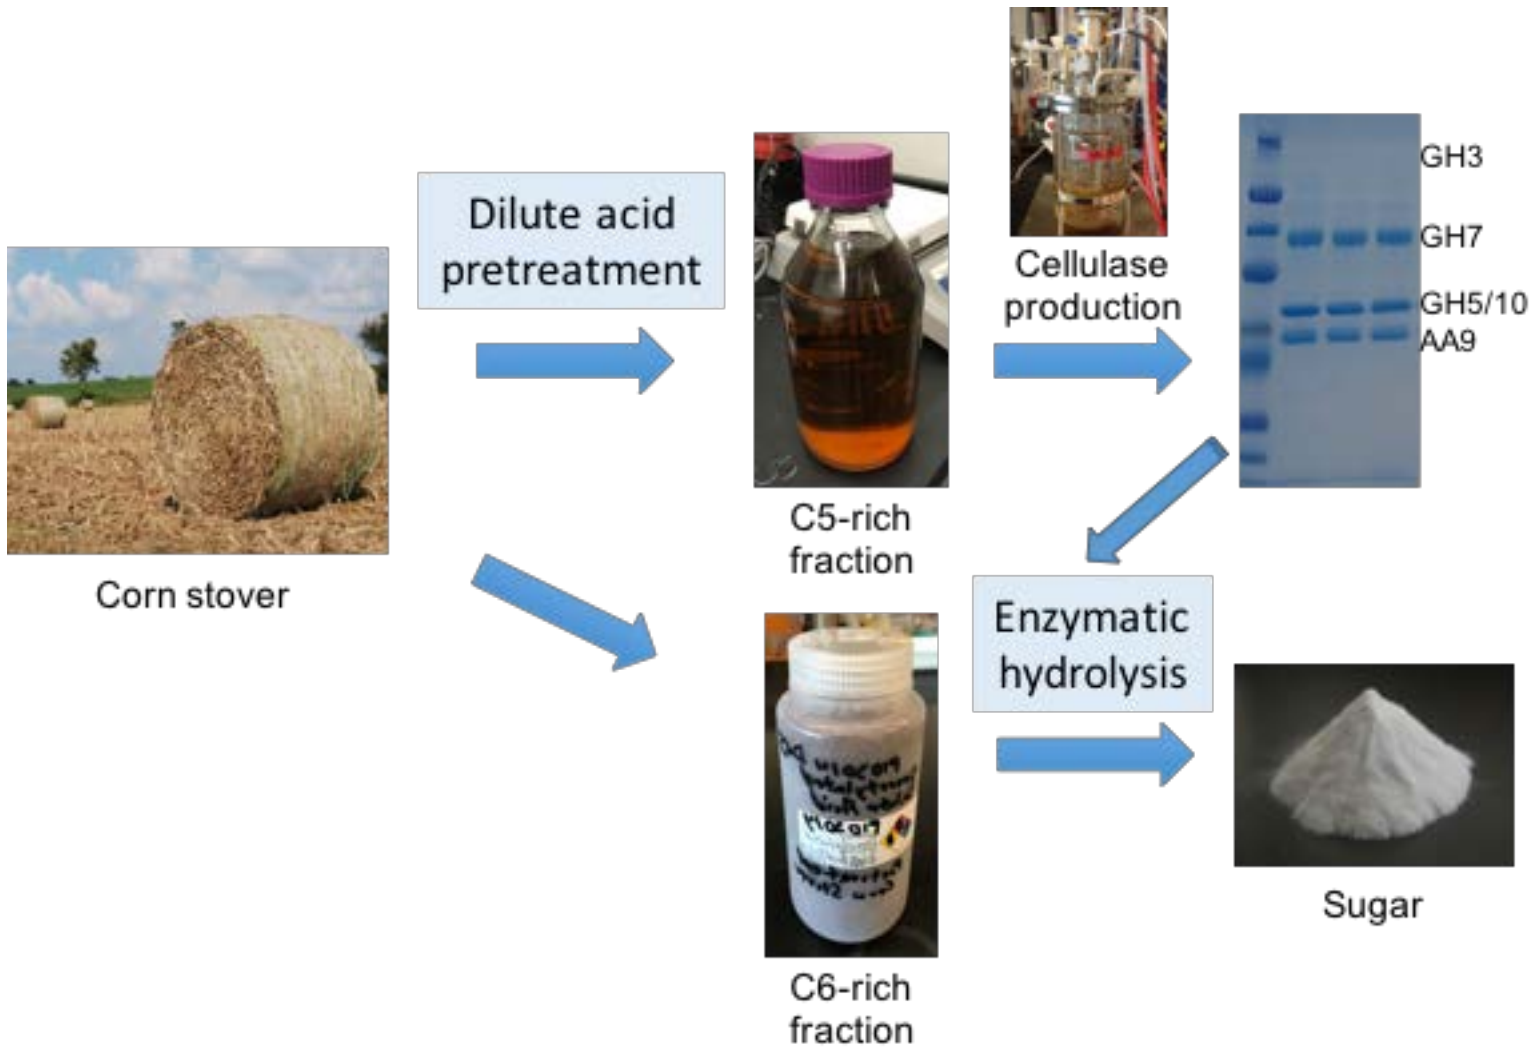 Dilute acid
pretreatment
Corn stover
C5-rich
fraction
Cellulase
production
GH3
GH7
GH5/10
AA9
C6-rich
fraction
Enzymatic
hydrolysis
Sugar